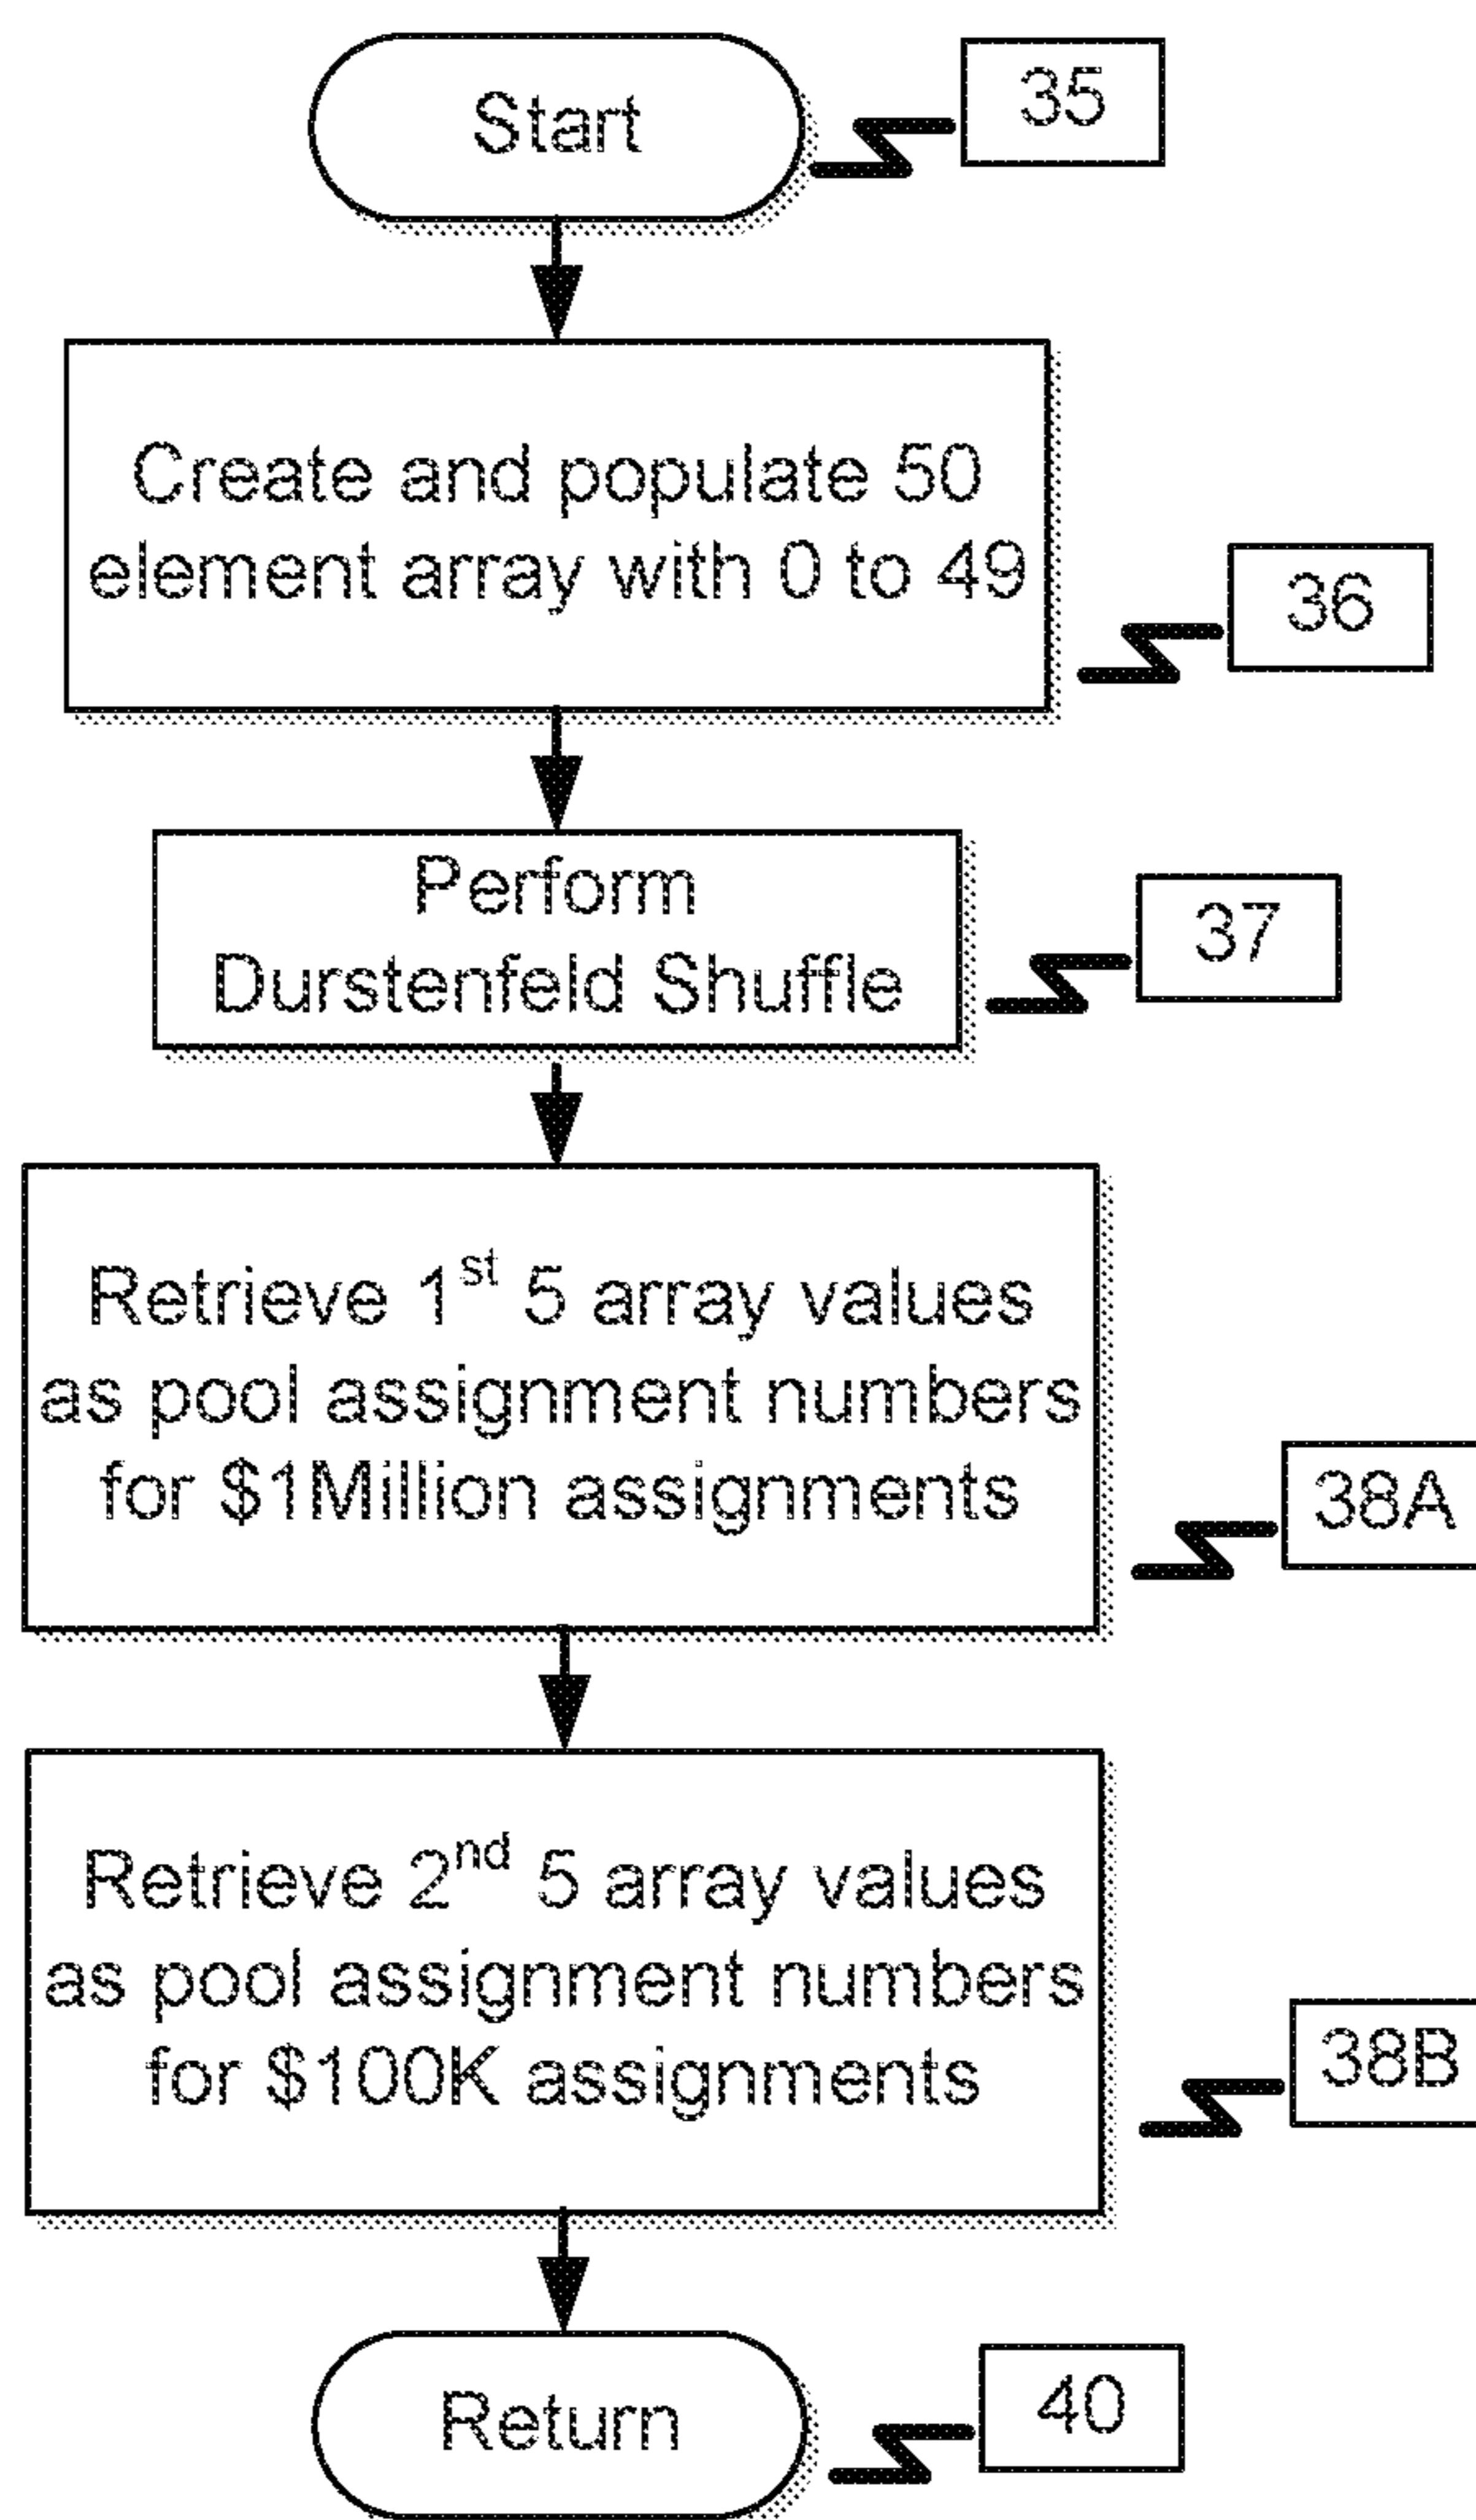 Start
35
Create and populate 50
element array with 0 to 49
36
Perform
Durstenfeld Shuffle
37
Retrieve 1st 5 array values
as pool assignment numbers
for $1Million assignments
38A
Retrieve 2nd 5 array values
as pool assignment numbers
for $100K assignments
38B
Return
40